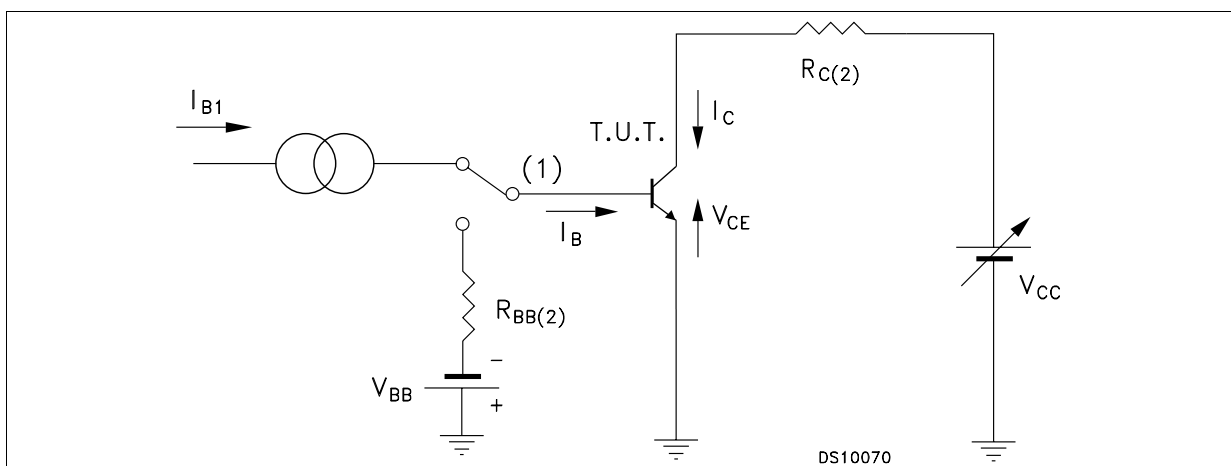 I_B1
(1)
I_B
T.U.T.
I_C
V_CE
R_C(2)
V_CC
R_BB(2)
V_BB
−
+
DS10070